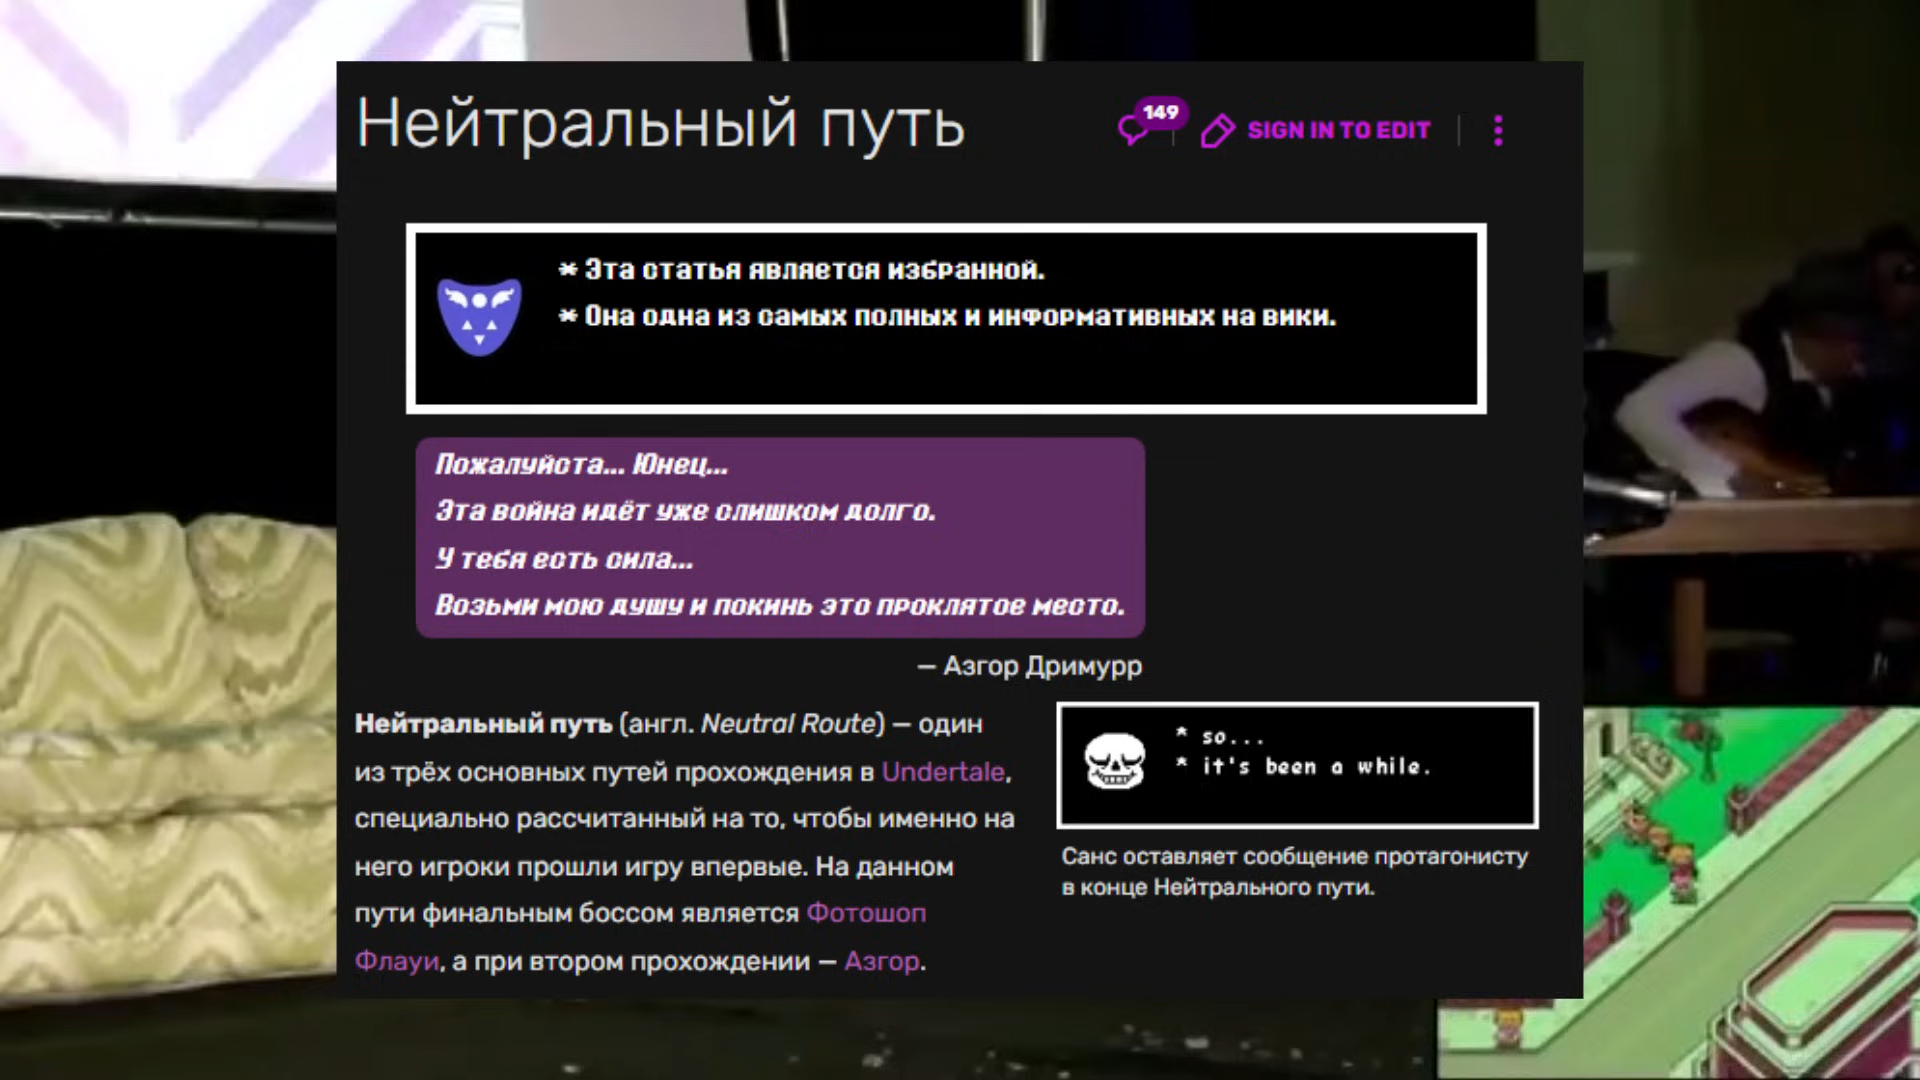 Нейтральный путь
149
SIGN IN TO EDIT
* Эта статья является избранной.
* Она одна из самых полных и информативных на вики.
Пожалуйста... Юнец...
Эта война идёт уже слишком долго.
У тебя есть сила...
Возьми мою душу и покинь это проклятое место.
— Азгор Дримурр
Нейтральный путь (англ. Neutral Route) — один
из трёх основных путей прохождения в Undertale,
специально рассчитанный на то, чтобы именно на
него игроки прошли игру впервые. На данном
пути финальным боссом является Фотошоп
Флауи, а при втором прохождении — Азгор.
* so...
* it's been a while.
Санс оставляет сообщение протагонисту
в конце Нейтрального пути.